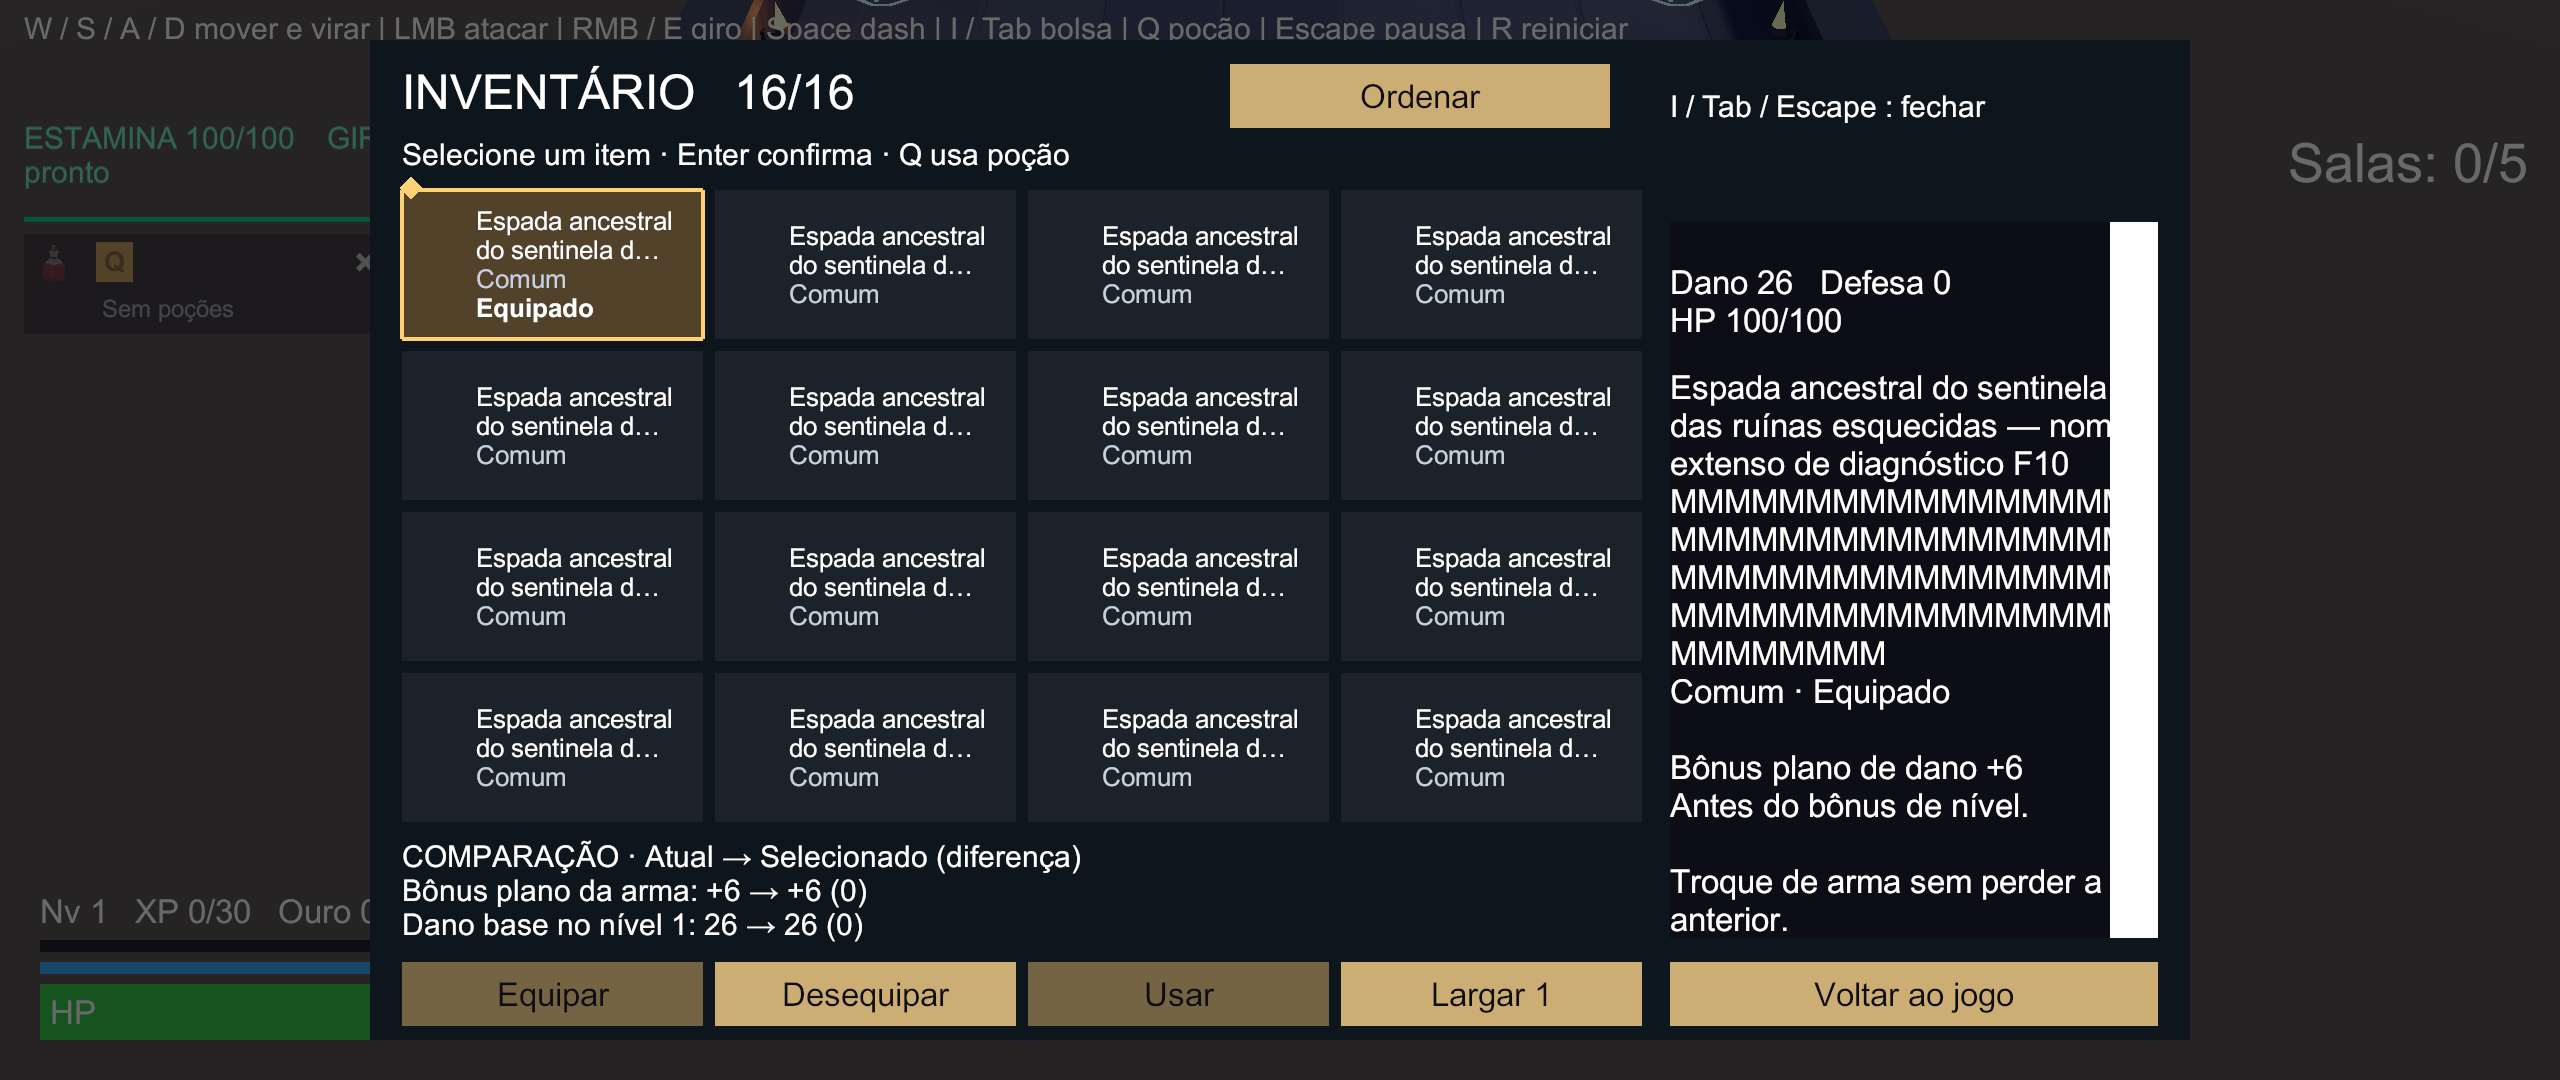 W / S / A / D mover e virar | LMB atacar | RMB / E giro | Space dash | I / Tab bolsa | Q poção | Escape pausa | R reiniciar
INVENTÁRIO 16/16
Ordenar
I / Tab / Escape : fechar
ESTAMINA 100/100 GIR
pronto
Selecione um item · Enter confirma · Q usa poção
Salas: 0/5
Q
Sem poções
Espada ancestral
do sentinela d…
Comum
Equipado
Espada ancestral
do sentinela d…
Comum
Espada ancestral
do sentinela d…
Comum
Espada ancestral
do sentinela d…
Comum
Espada ancestral
do sentinela d…
Comum
Espada ancestral
do sentinela d…
Comum
Espada ancestral
do sentinela d…
Comum
Espada ancestral
do sentinela d…
Comum
Espada ancestral
do sentinela d…
Comum
Espada ancestral
do sentinela d…
Comum
Espada ancestral
do sentinela d…
Comum
Espada ancestral
do sentinela d…
Comum
Espada ancestral
do sentinela d…
Comum
Espada ancestral
do sentinela d…
Comum
Espada ancestral
do sentinela d…
Comum
Espada ancestral
do sentinela d…
Comum
Dano 26 Defesa 0
HP 100/100
Espada ancestral do sentinela
das ruínas esquecidas — nom
extenso de diagnóstico F10
MMMMMMMMMMMMMMMMM
MMMMMMMMMMMMMMMMM
MMMMMMMMMMMMMMMMM
MMMMMMMMMMMMMMMMM
MMMMMMMM
Comum · Equipado
Bônus plano de dano +6
Antes do bônus de nível.
Troque de arma sem perder a
anterior.
COMPARAÇÃO · Atual → Selecionado (diferença)
Bônus plano da arma: +6 → +6 (0)
Dano base no nível 1: 26 → 26 (0)
Nv 1 XP 0/30 Ouro 0
HP
Equipar
Desequipar
Usar
Largar 1
Voltar ao jogo